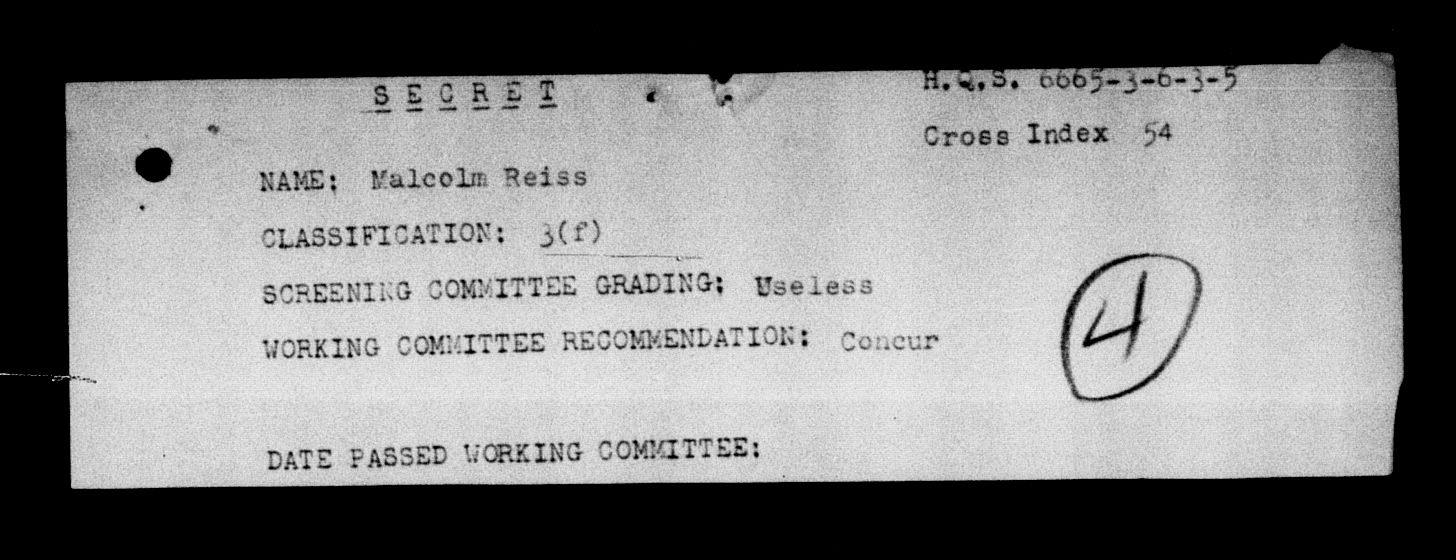 S E C R E T
H.Q.S. 6665-3-6-3-5
Cross Index 54
NAME: Malcolm Reiss
CLASSIFICATION: 3(f)
SCREENING COMMITTEE GRADING: Useless
WORKING COMMITTEE RECOMMENDATION: Concur
4
DATE PASSED WORKING COMMITTEE: